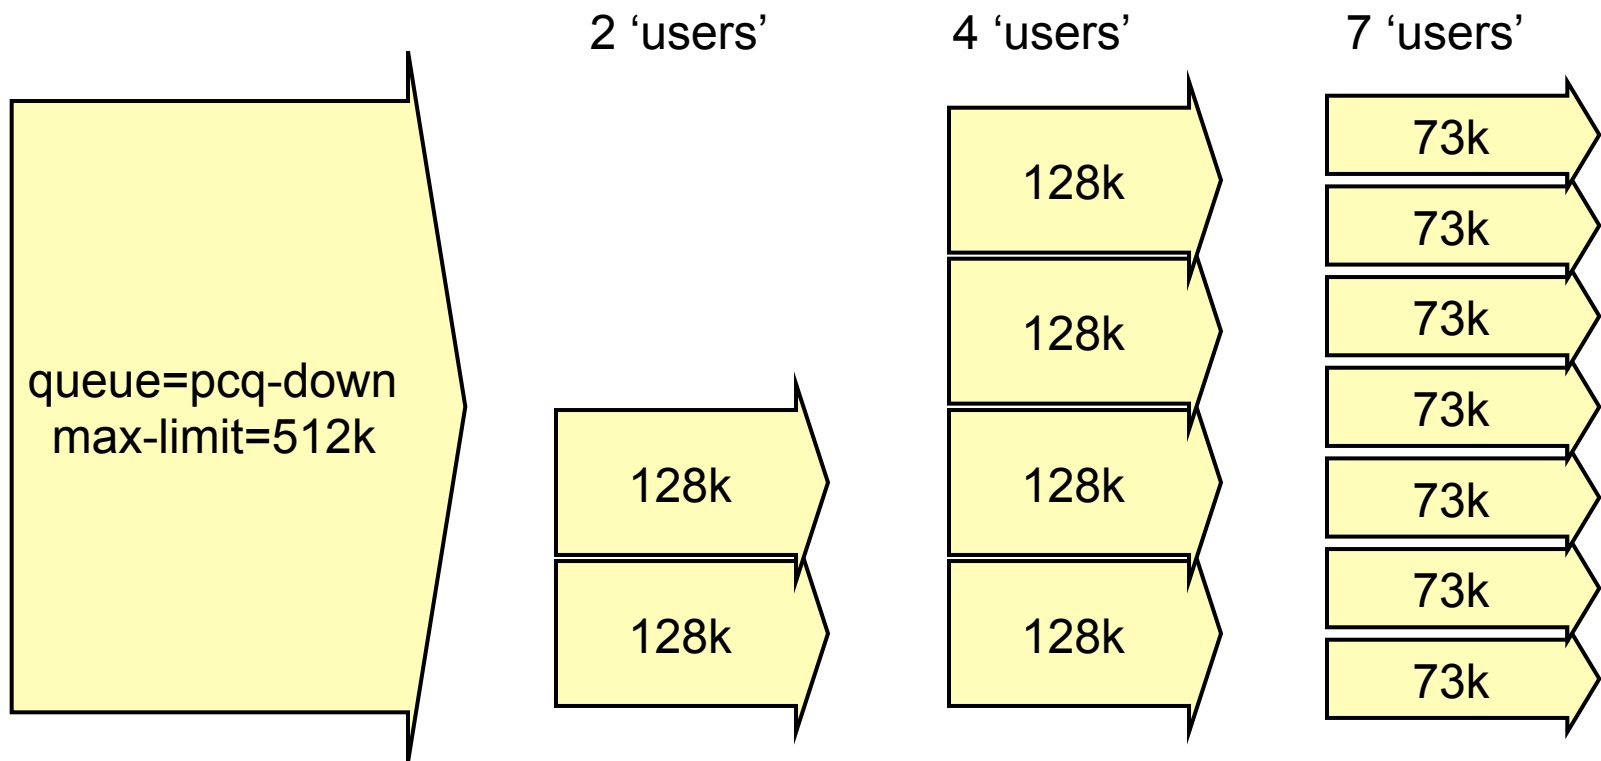 2 ‘users’
4 ‘users’
7 ‘users’
queue=pcq-down
max-limit=512k
128k
128k
128k
128k
128k
128k
73k
73k
73k
73k
73k
73k
73k